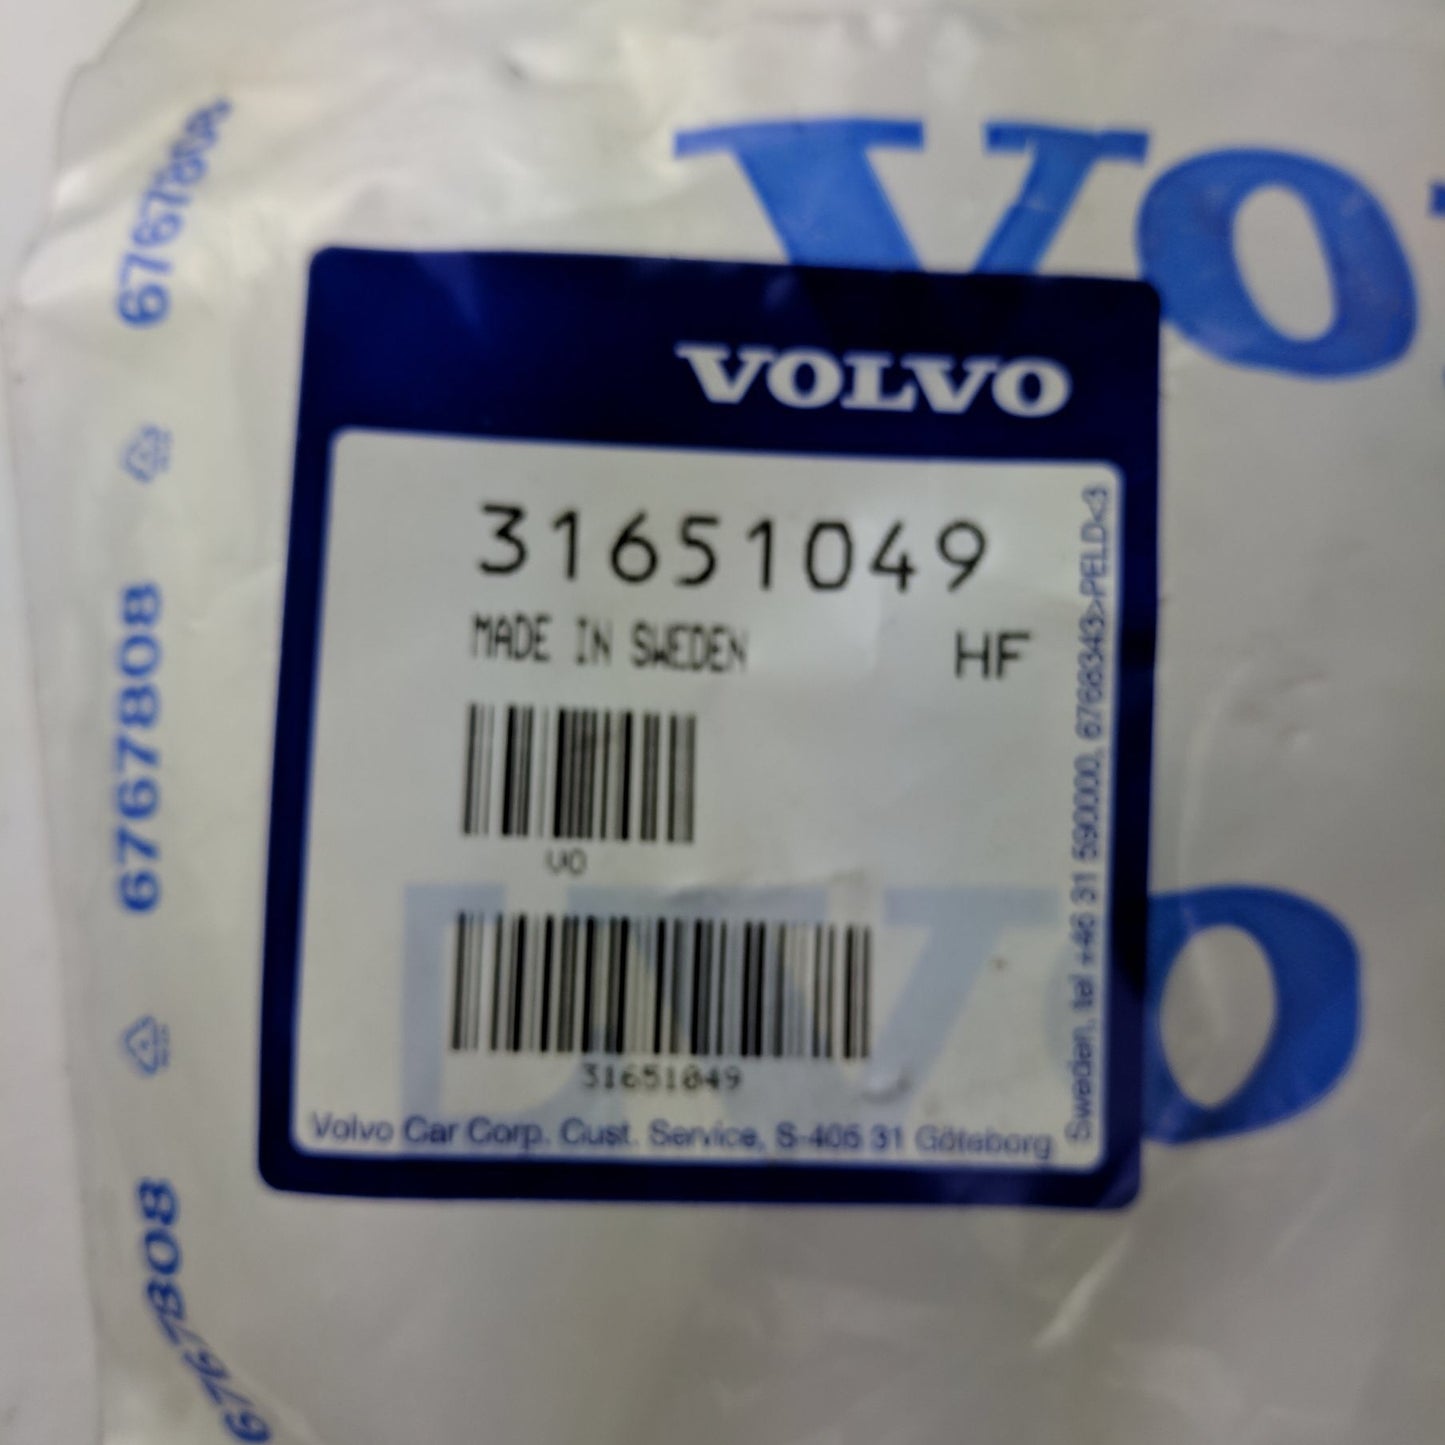 VO
VOLVO
31651049
MADE IN SWEDEN HF
VO
31651049
Volvo Car Corp. Cust. Service, S-405 31 Göteborg
Sweden, tel +46 31 590000, 6768343>PELD<3
6767808
6767808
6767808
O